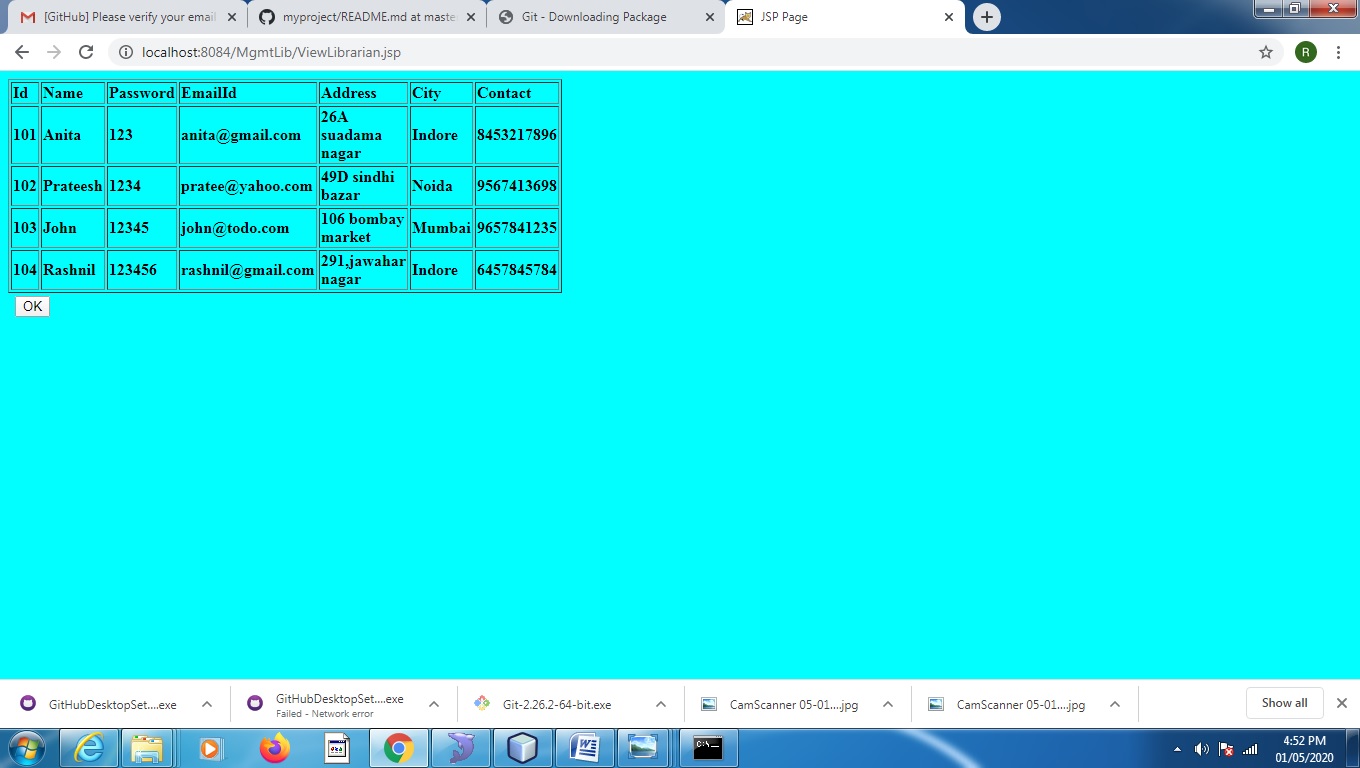 [GitHub] Please verify your email
myproject/README.md at maste
Git - Downloading Package
JSP Page
localhost:8084/MgmtLib/ViewLibrarian.jsp
R
Id Name Password EmailId Address City Contact
101 Anita 123 anita@gmail.com 26A suadama nagar Indore 8453217896
102 Prateesh 1234 pratee@yahoo.com 49D sindhi bazar Noida 9567413698
103 John 12345 john@todo.com 106 bombay market Mumbai 9657841235
104 Rashnil 123456 rashnil@gmail.com 291,jawahar nagar Indore 6457845784
OK
GitHubDesktopSet....exe
GitHubDesktopSet....exe
Failed - Network error
Git-2.26.2-64-bit.exe
CamScanner 05-01....jpg
CamScanner 05-01....jpg
Show all
4:52 PM
01/05/2020